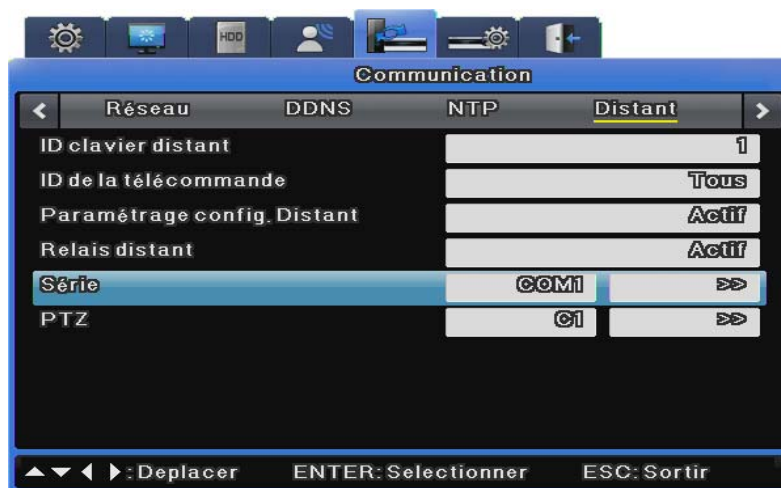 HDD
Communication
Réseau DDNS NTP Distant
ID clavier distant 1
ID de la télécommande Tous
Paramétrage config. Distant Actif
Relais distant Actif
Série COM1 >>
PTZ C1 >>
:Deplacer ENTER:Selectionner ESC:Sortir